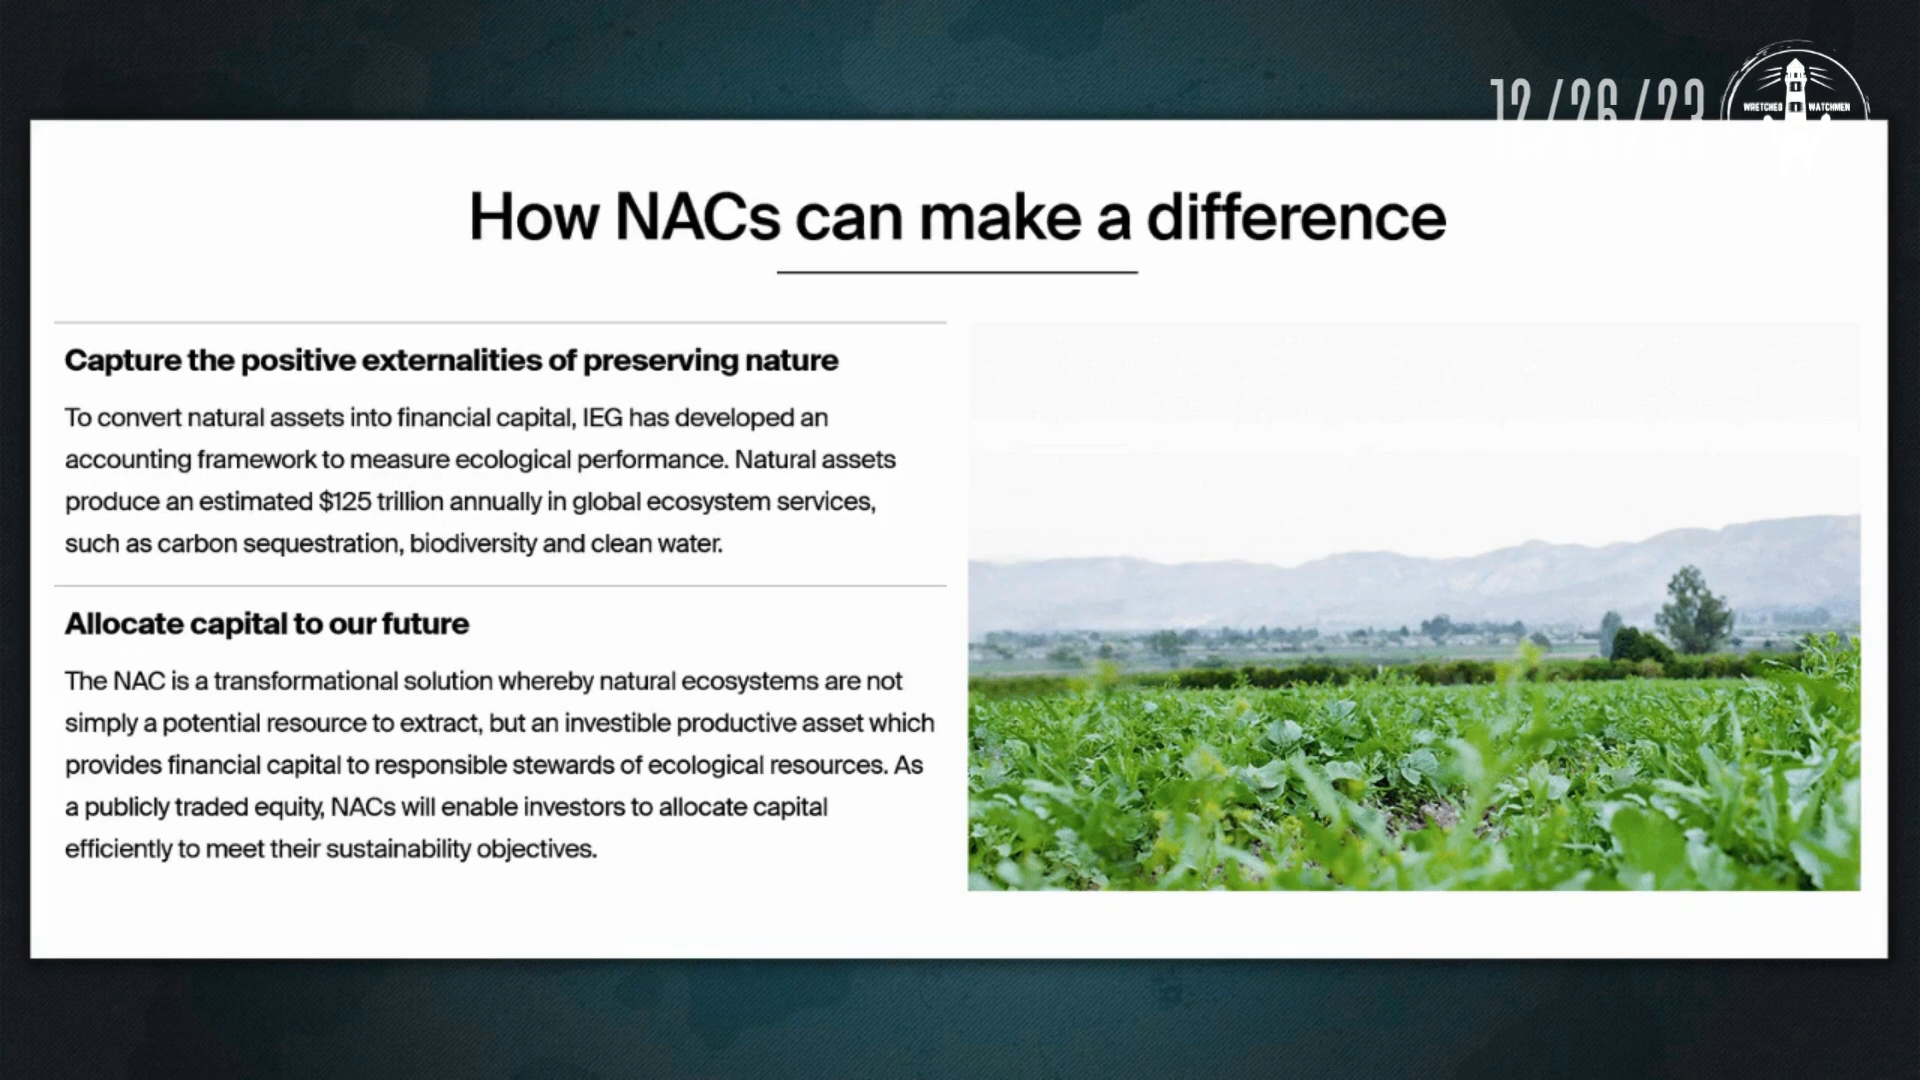 12/26/23
WRETCHED WATCHMEN
How NACs can make a difference
Capture the positive externalities of preserving nature
To convert natural assets into financial capital, IEG has developed an
accounting framework to measure ecological performance. Natural assets
produce an estimated $125 trillion annually in global ecosystem services,
such as carbon sequestration, biodiversity and clean water.
Allocate capital to our future
The NAC is a transformational solution whereby natural ecosystems are not
simply a potential resource to extract, but an investible productive asset which
provides financial capital to responsible stewards of ecological resources. As
a publicly traded equity, NACs will enable investors to allocate capital
efficiently to meet their sustainability objectives.